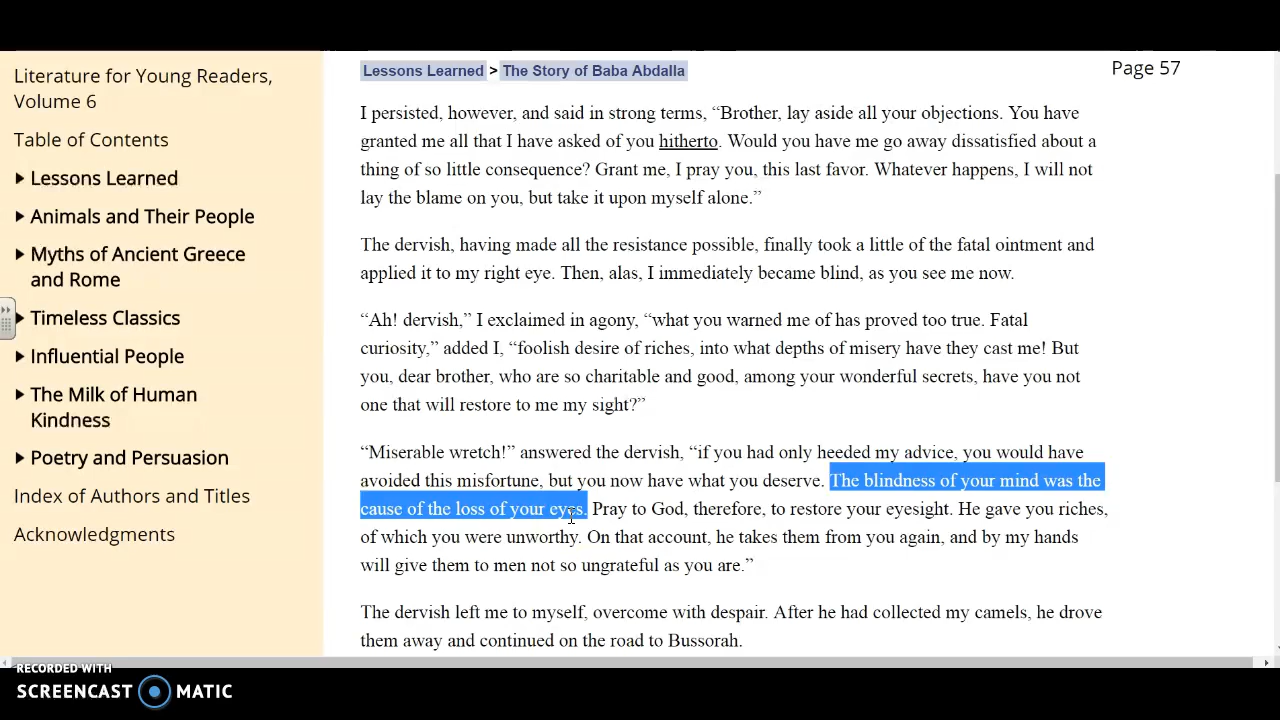 Lessons Learned > The Story of Baba Abdalla
Page 57
Literature for Young Readers,
Volume 6
Table of Contents
Lessons Learned
Animals and Their People
Myths of Ancient Greece
and Rome
Timeless Classics
Influential People
The Milk of Human
Kindness
Poetry and Persuasion
Index of Authors and Titles
Acknowledgments
I persisted, however, and said in strong terms, “Brother, lay aside all your objections. You have
granted me all that I have asked of you hitherto. Would you have me go away dissatisfied about a
thing of so little consequence? Grant me, I pray you, this last favor. Whatever happens, I will not
lay the blame on you, but take it upon myself alone.”
The dervish, having made all the resistance possible, finally took a little of the fatal ointment and
applied it to my right eye. Then, alas, I immediately became blind, as you see me now.
“Ah! dervish,” I exclaimed in agony, “what you warned me of has proved too true. Fatal
curiosity,” added I, “foolish desire of riches, into what depths of misery have they cast me! But
you, dear brother, who are so charitable and good, among your wonderful secrets, have you not
one that will restore to me my sight?”
“Miserable wretch!” answered the dervish, “if you had only heeded my advice, you would have
avoided this misfortune, but you now have what you deserve. The blindness of your mind was the
cause of the loss of your eyes. Pray to God, therefore, to restore your eyesight. He gave you riches,
of which you were unworthy. On that account, he takes them from you again, and by my hands
will give them to men not so ungrateful as you are.”
The dervish left me to myself, overcome with despair. After he had collected my camels, he drove
them away and continued on the road to Bussorah.
RECORDED WITH
SCREENCAST MATIC